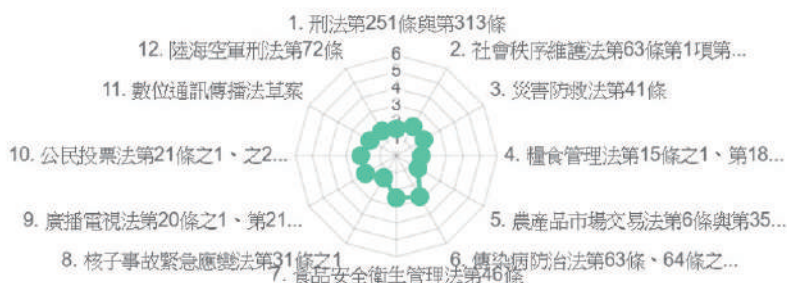 1. 刑法第251條與第313條
2. 社會秩序維護法第63條第1項第...
3. 災害防救法第41條
4. 糧食管理法第15條之1、第18...
5. 農產品市場交易法第6條與第35...
6. 傳染病防治法第63條、64條之...
7. 食品安全衛生管理法第46條
8. 核子事故緊急應變法第31條之1
9. 廣播電視法第20條之1、第21...
10. 公民投票法第21條之1、之2...
11. 數位通訊傳播法草案
12. 陸海空軍刑法第72條
6
5
4
3
2
1